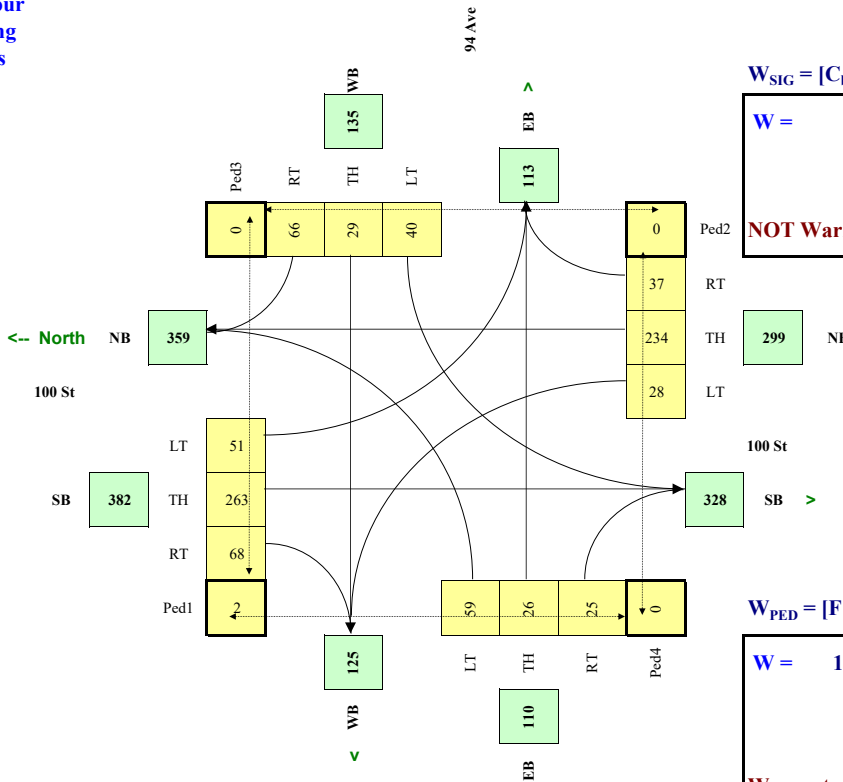 our
ng
s
94 Ave
W_SIG = [C
W =
NOT War
WB
135
^
EB
113
Ped3
RT
TH
LT
0
66
29
40
0
Ped2
37
RT
<-- North
NB
359
234
TH
299
28
LT
100 St
LT
51
100 St
SB
382
TH
263
328
SB
>
RT
68
Ped1
2
59
26
25
0
W_PED = [F
W = 1
125
LT
TH
RT
Ped4
WB
110
v
EB